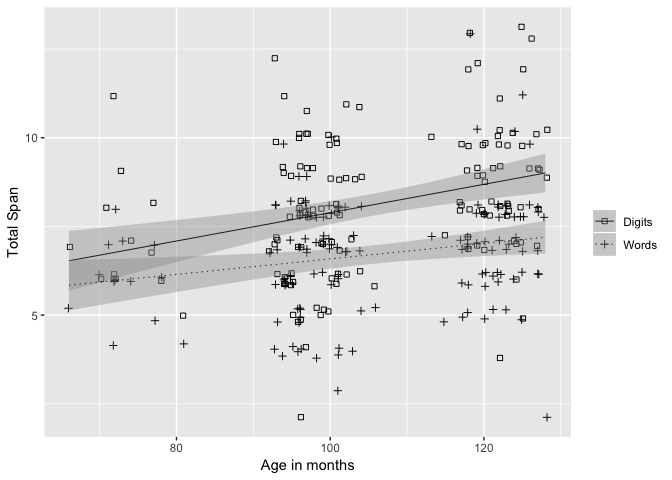 Total Span
10
5
80
100
120
Age in months
Digits
Words